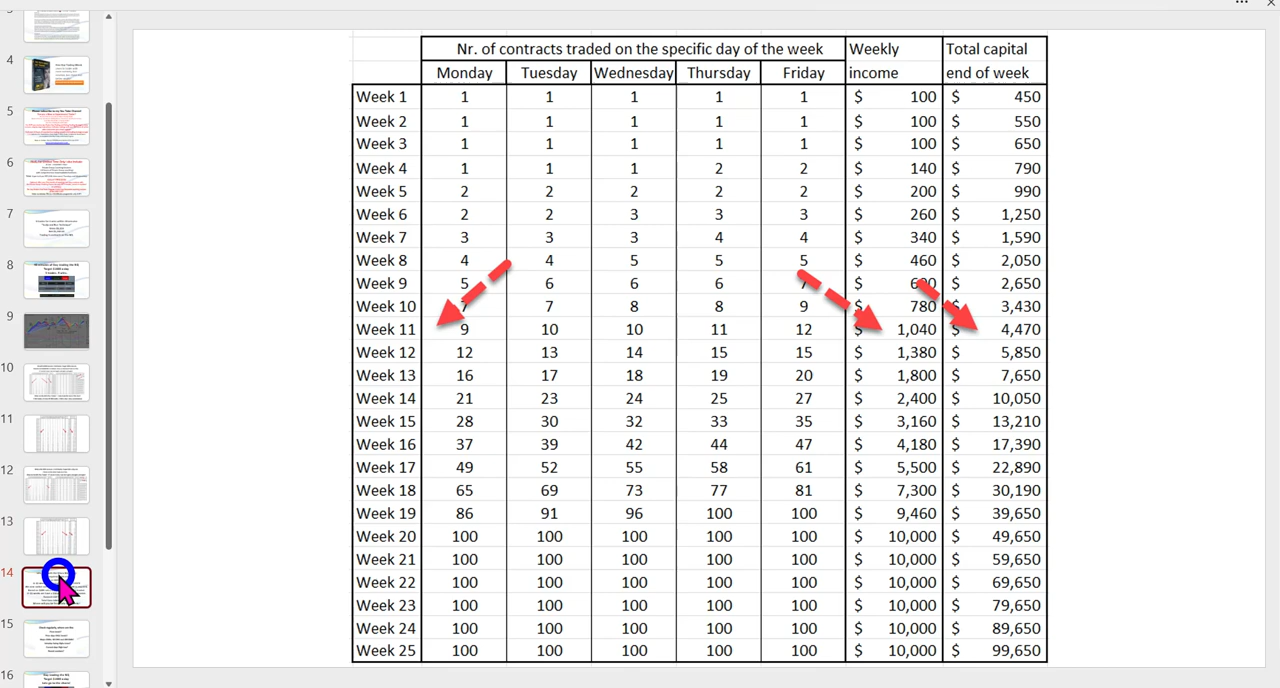 4
5
6
7
8
9
10
11
12
13
14
15
16
Nr. of contracts traded on the specific day of the week Weekly Total capital
Monday Tuesday Wednesday Thursday Friday income end of week
Week 1 1 1 1 1 1 $ 100 $ 450
Week 2 1 1 1 1 1 $ 100 $ 550
Week 3 1 1 1 1 1 $ 100 $ 650
Week 4 1 1 1 2 2 $ 140 $ 790
Week 5 2 2 2 2 2 $ 200 $ 990
Week 6 2 2 3 3 3 $ 260 $ 1,250
Week 7 3 3 3 4 4 $ 340 $ 1,590
Week 8 4 4 5 5 5 $ 460 $ 2,050
Week 9 5 6 6 6 7 $ $ 2,650
Week 10 7 7 8 8 9 $ 780 $ 3,430
Week 11 10 10 11 12 $ 1,040 $ 4,470
Week 12 12 13 14 15 15 $ 1,380 $ 5,850
Week 13 16 17 18 19 20 $ 1,800 $ 7,650
Week 14 21 23 24 25 27 $ 2,400 $ 10,050
Week 15 28 30 32 33 35 $ 3,160 $ 13,210
Week 16 37 39 42 44 47 $ 4,180 $ 17,390
Week 17 49 52 55 58 61 $ 5,500 $ 22,890
Week 18 65 69 73 77 81 $ 7,300 $ 30,190
Week 19 86 91 96 100 100 $ 9,460 $ 39,650
Week 20 100 100 100 100 100 $ 10,000 $ 49,650
Week 21 100 100 100 100 100 $ 10,000 $ 59,650
Week 22 100 100 100 100 100 $ 10,000 $ 69,650
Week 23 100 100 100 100 100 $ 10,000 $ 79,650
Week 24 100 100 100 100 100 $ 10,000 $ 89,650
Week 25 100 100 100 100 100 $ 10,000 $ 99,650